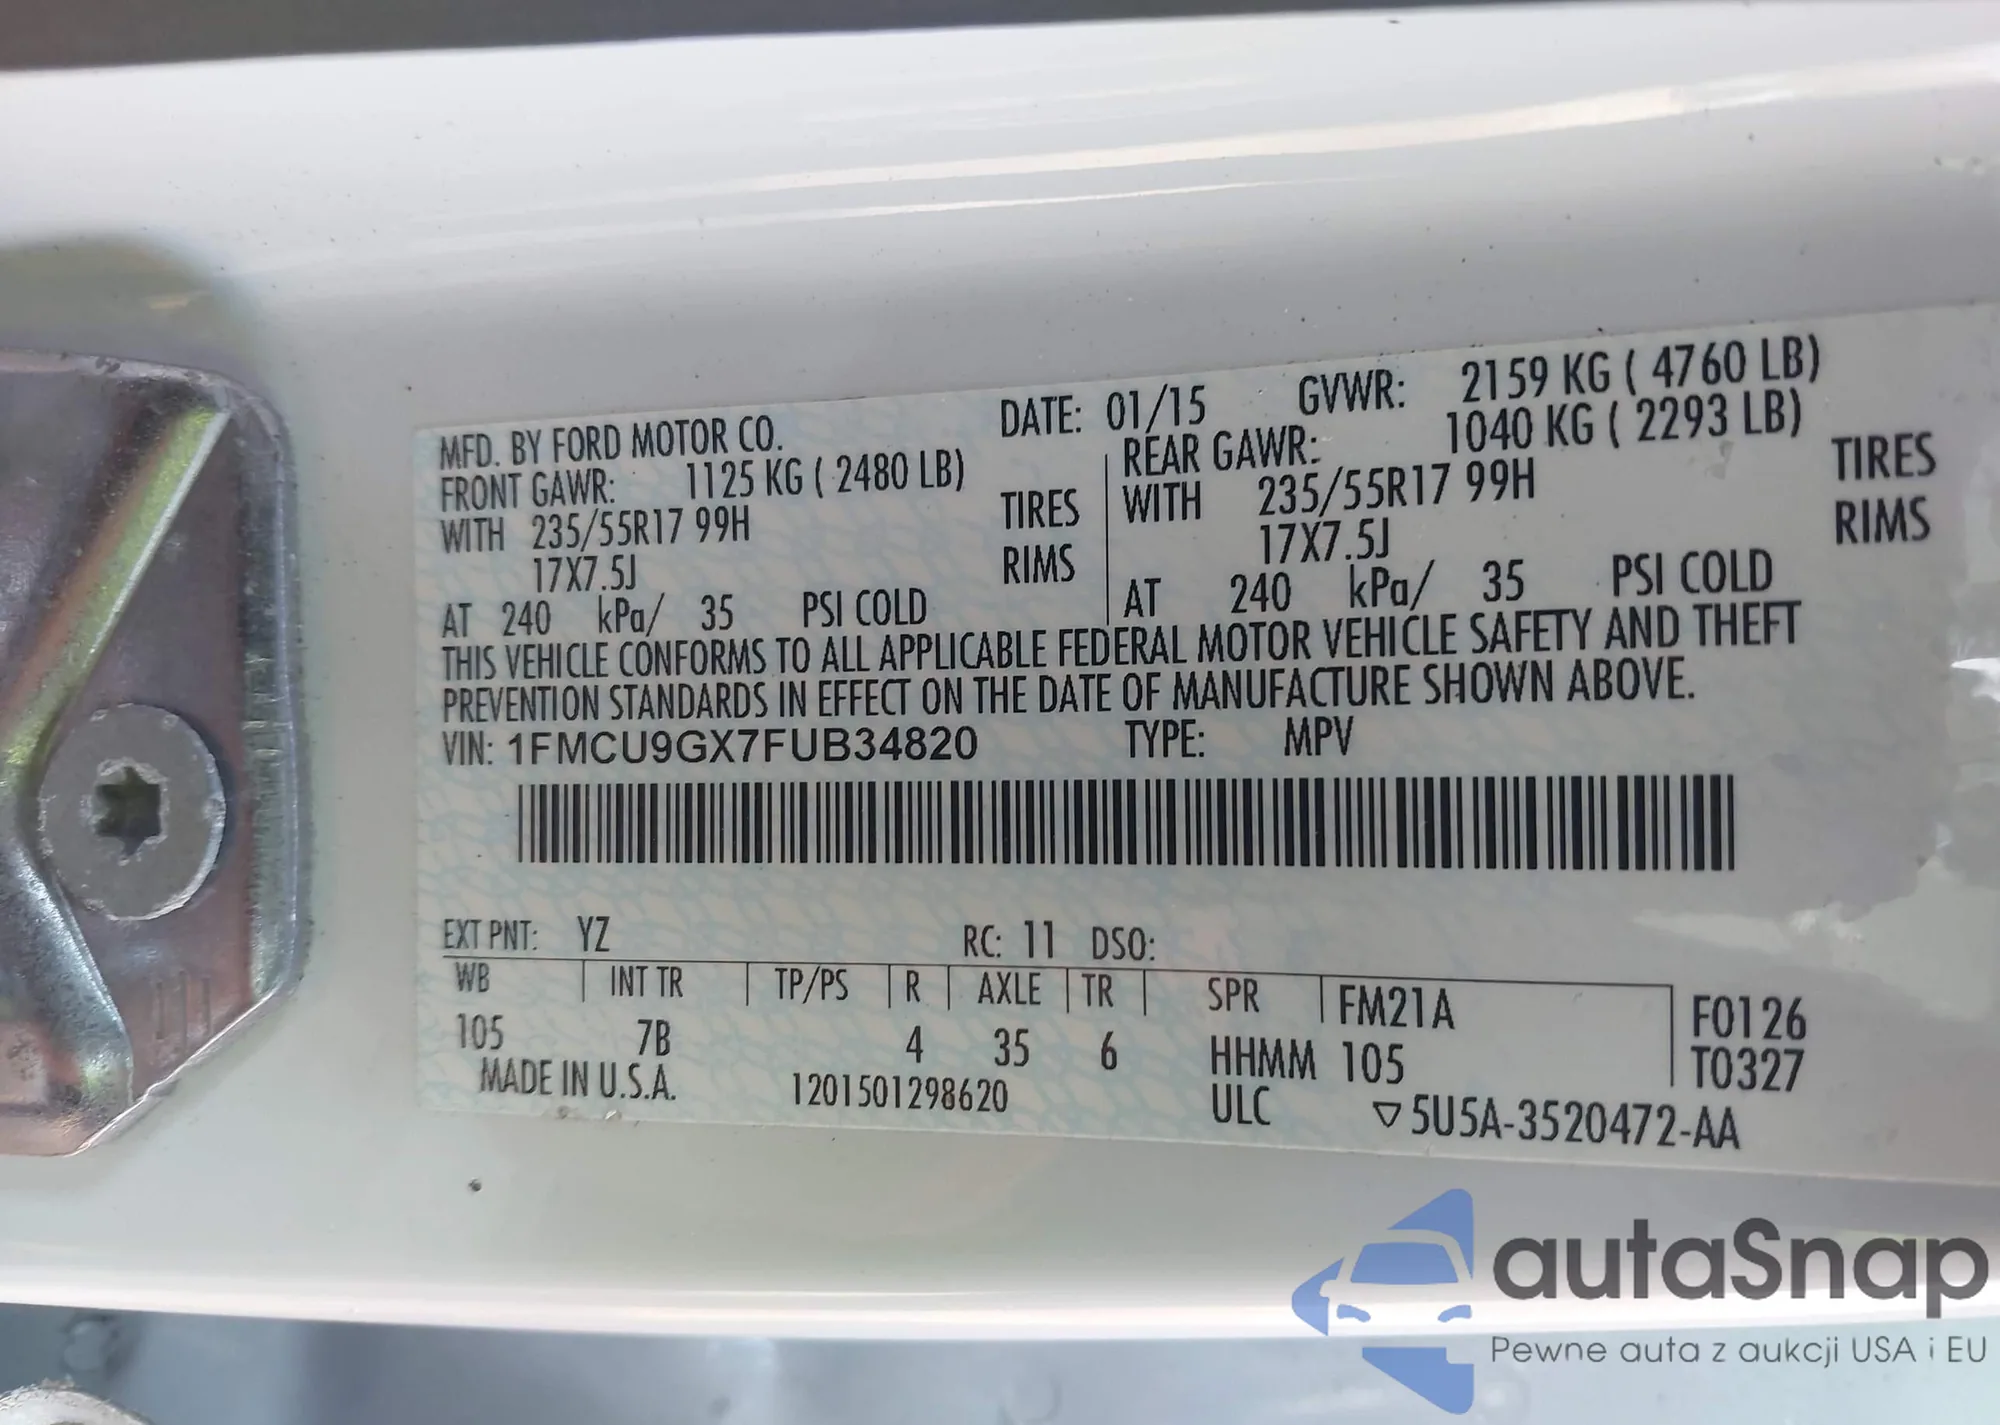 MFD. BY FORD MOTOR CO. DATE: 01/15 GVWR: 2159 KG ( 4760 LB)
FRONT GAWR: 1125 KG ( 2480 LB) REAR GAWR: 1040 KG ( 2293 LB)
WITH 235/55R17 99H TIRES WITH 235/55R17 99H TIRES
17X7.5J RIMS 17X7.5J RIMS
AT 240 kPa/ 35 PSI COLD AT 240 kPa/ 35 PSI COLD
THIS VEHICLE CONFORMS TO ALL APPLICABLE FEDERAL MOTOR VEHICLE SAFETY AND THEFT
PREVENTION STANDARDS IN EFFECT ON THE DATE OF MANUFACTURE SHOWN ABOVE.
VIN: 1FMCU9GX7FUB34820 TYPE: MPV
EXT PNT: YZ RC: 11 DSO:
WB INT TR TP/PS R AXLE TR SPR FM21A F0126
105 7B 4 35 6 HHMM 105 T0327
MADE IN U.S.A. 1201501298620 ULC ▽5U5A-3520472-AA
autaSnap
Pewne auta z aukcji USA i EU